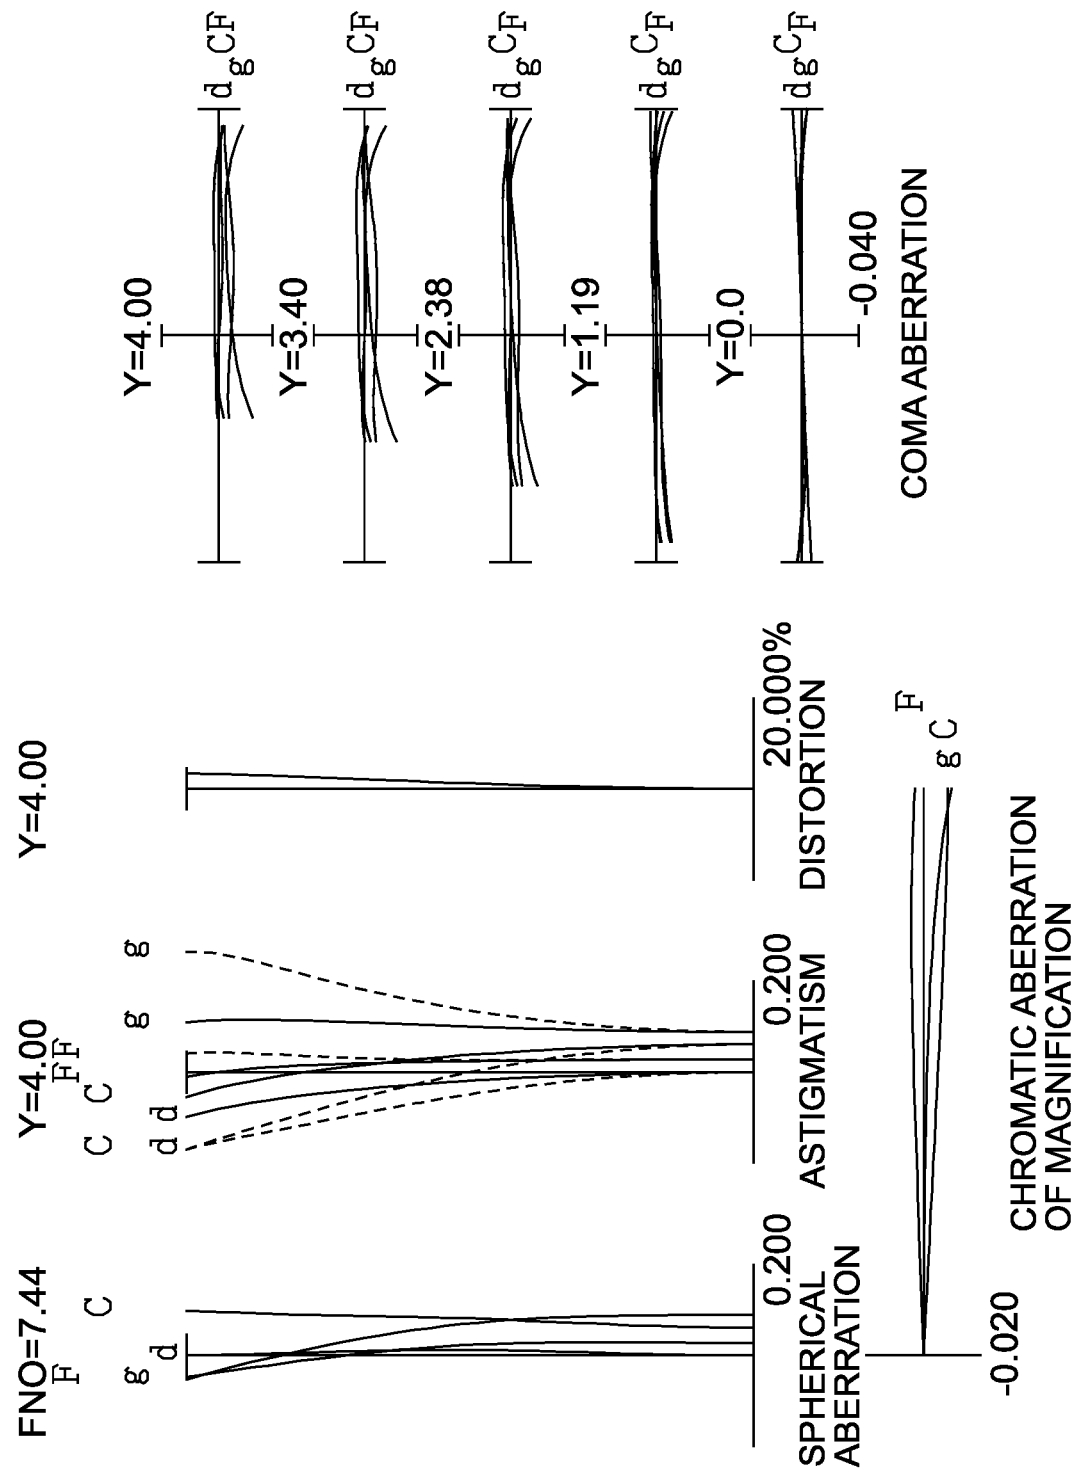 FNO=7.44
F
C
g
d
0.200
SPHERICAL
ABERRATION
Y=4.00
F
F
C
C
g
g
d
d
0.200
ASTIGMATISM
Y=4.00
20.000%
DISTORTION
Y=4.00
d
g
C
F
Y=3.40
d
g
C
F
Y=2.38
d
g
C
F
Y=1.19
d
g
C
F
Y=0.0
d
g
C
F
-0.040
COMA ABERRATION
F
g
C
-0.020
CHROMATIC ABERRATION
OF MAGNIFICATION